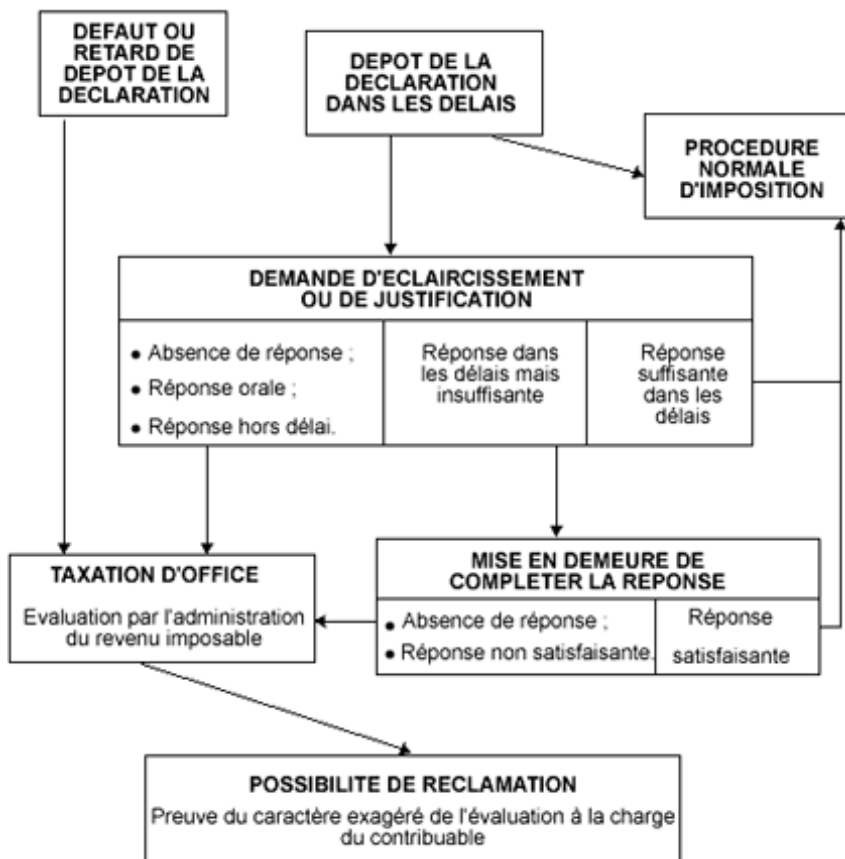 DEFAUT OU
RETARD DE
DEPOT DE LA
DECLARATION
DEPOT DE LA
DECLARATION
DANS LES DELAIS
PROCEDURE
NORMALE
D'IMPOSITION
DEMANDE D'ECLAIRCISSEMENT
OU DE JUSTIFICATION
• Absence de réponse ;
• Réponse orale ;
• Réponse hors délai.
Réponse dans
les délais mais
insuffisante
Réponse
suffisante
dans les
délais
TAXATION D'OFFICE
Evaluation par l'administration
du revenu imposable
MISE EN DEMEURE DE
COMPLETER LA REPONSE
• Absence de réponse ;
• Réponse non satisfaisante.
Réponse
satisfaisante
POSSIBILITE DE RECLAMATION
Preuve du caractère exagéré de l'évaluation à la charge
du contribuable